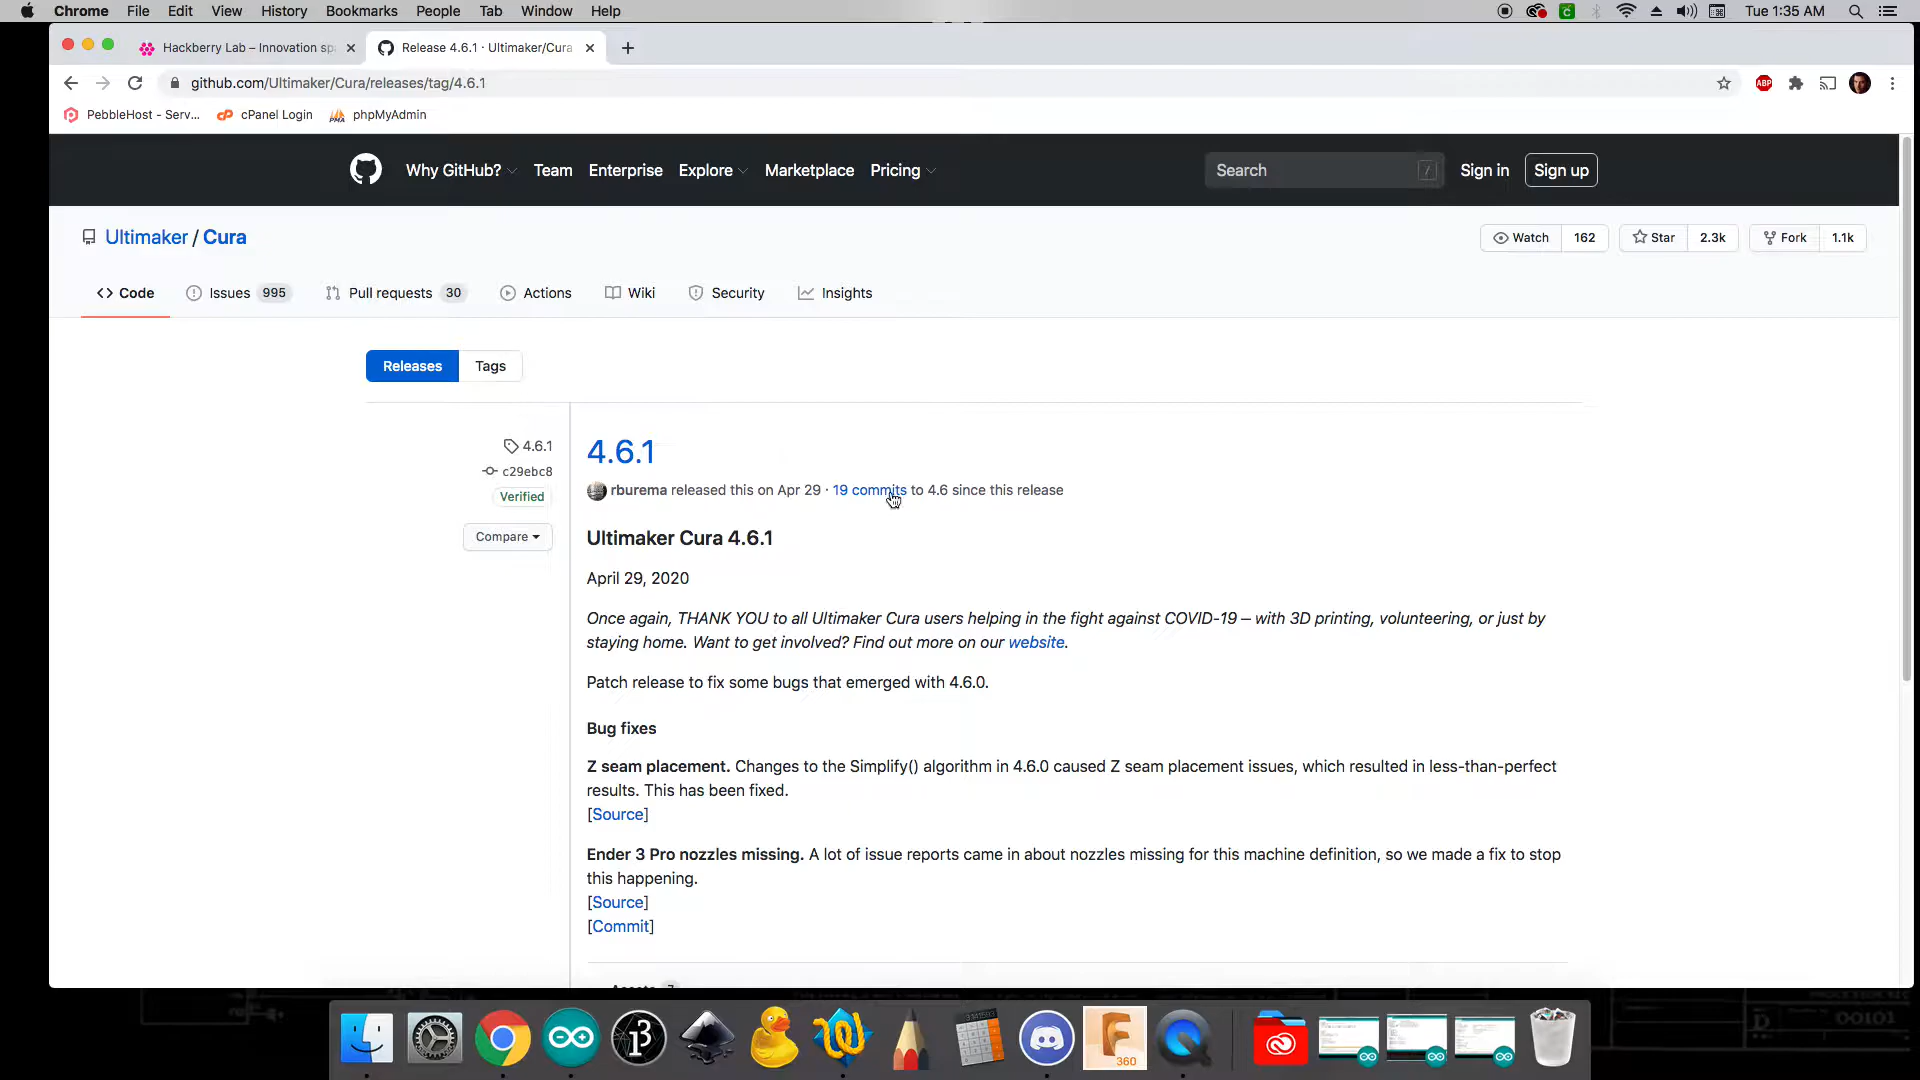 Chrome File Edit View History Bookmarks People Tab Window Help Tue 1:35 AM
Hackberry Lab – Innovation sp Release 4.6.1 · Ultimaker/Cura
github.com/Ultimaker/Cura/releases/tag/4.6.1 ABP
PebbleHost - Serv... cPanel Login phpMyAdmin
Why GitHub? Team Enterprise Explore Marketplace Pricing Search / Sign in Sign up
Ultimaker / Cura Watch 162 Star 2.3k Fork 1.1k
Code Issues 995 Pull requests 30 Actions Wiki Security Insights
Releases Tags
4.6.1
c29ebc8
Verified
Compare
4.6.1
rburema released this on Apr 29 · 19 commits to 4.6 since this release
Ultimaker Cura 4.6.1
April 29, 2020
Once again, THANK YOU to all Ultimaker Cura users helping in the fight against COVID-19 – with 3D printing, volunteering, or just by
staying home. Want to get involved? Find out more on our website.
Patch release to fix some bugs that emerged with 4.6.0.
Bug fixes
Z seam placement. Changes to the Simplify() algorithm in 4.6.0 caused Z seam placement issues, which resulted in less-than-perfect
results. This has been fixed.
[Source]
Ender 3 Pro nozzles missing. A lot of issue reports came in about nozzles missing for this machine definition, so we made a fix to stop
this happening.
[Source]
[Commit]
360
00101